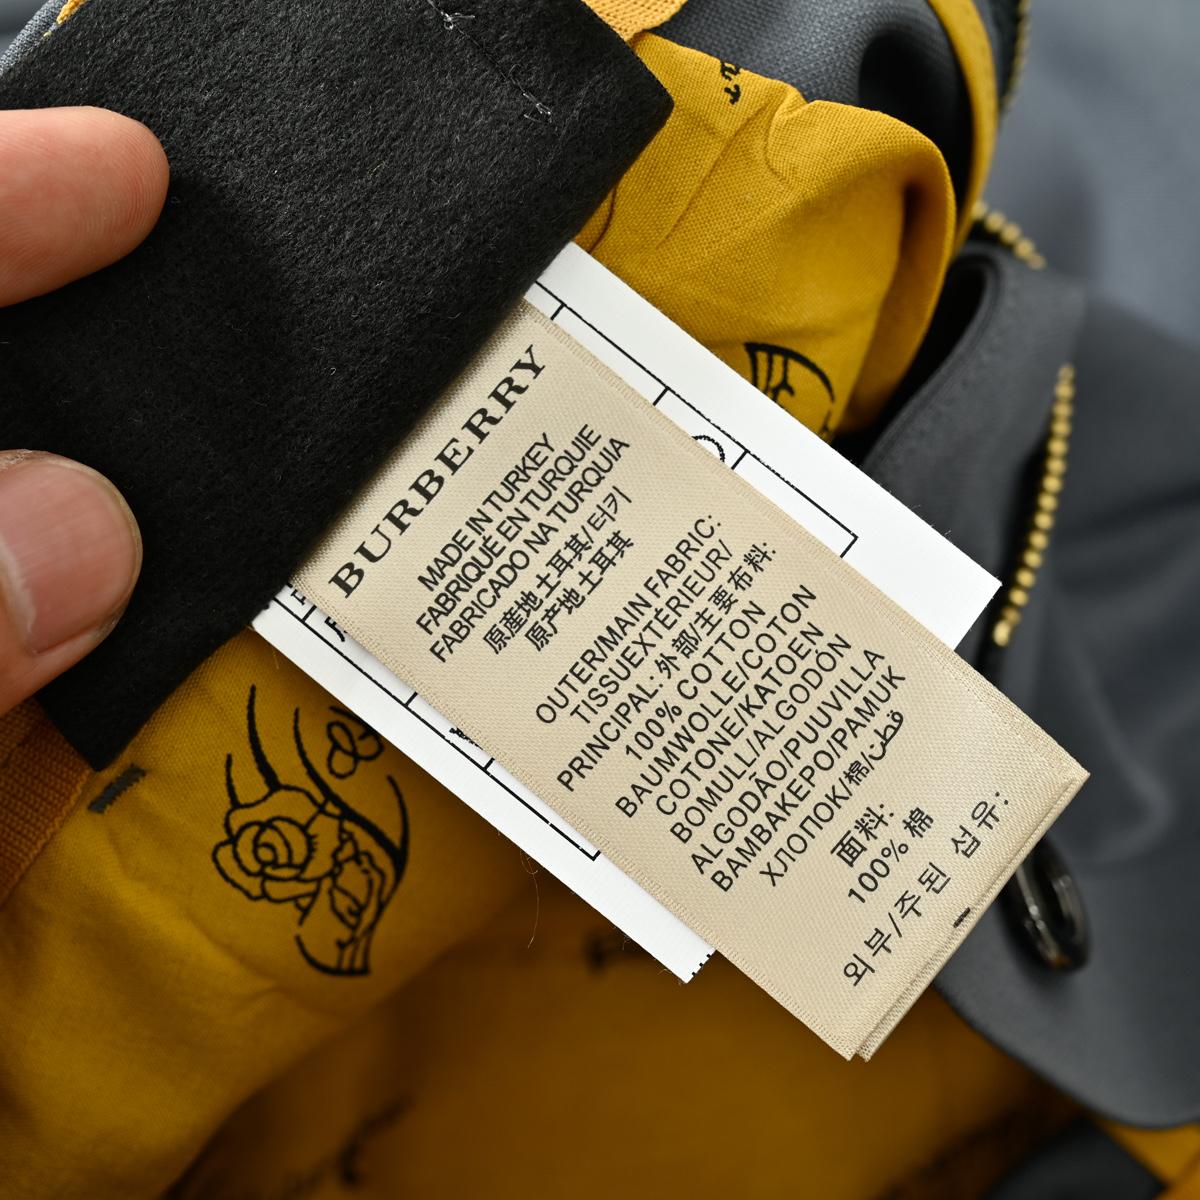 BURBERRY
MADE IN TURKEY
FABRIQUÉ EN TURQUIE
FABRICADO NA TURQUIA
原産地土耳其/터키
原产地土耳其
OUTER/MAIN FABRIC:
TISSUEXTÉRIEUR/
PRINCIPAL: 外部/主要布料:
100% COTTON
BAUMWOLLE/COTON
COTONE/KATOEN
BOMULL/ALGODÓN
ALGODÃO/PUUVILLA
BAMBAKEPO/PAMUK
ХЛОПОК/棉/قطن
面料:
100% 棉
외부/주된 섬유: